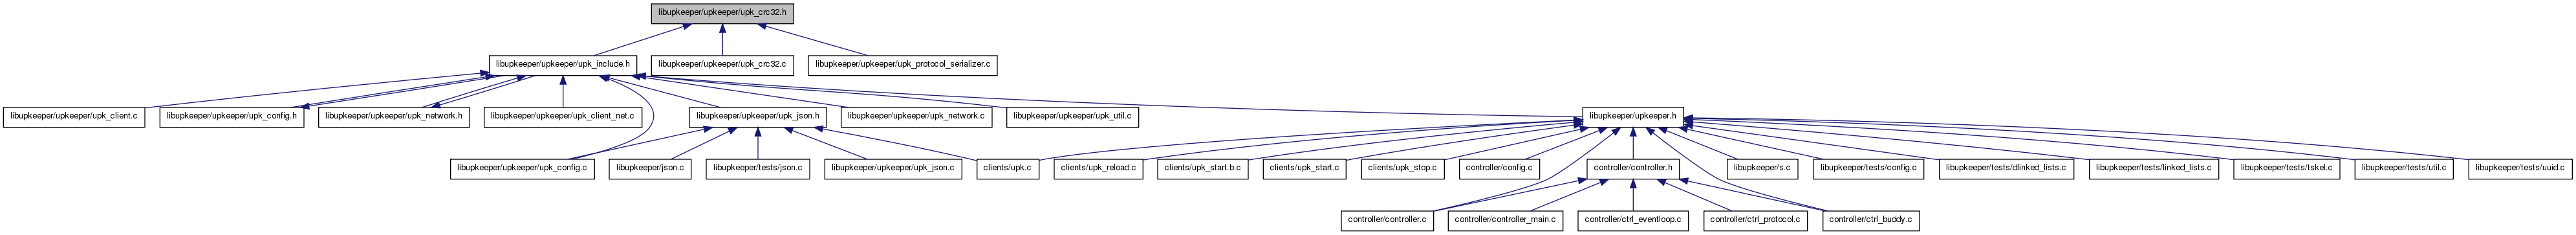 libupkeeper/upkeeper/upk_crc32.h
libupkeeper/upkeeper/upk_include.h
libupkeeper/upkeeper/upk_crc32.c
libupkeeper/upkeeper/upk_protocol_serializer.c
libupkeeper/upkeeper/upk_client.c
libupkeeper/upkeeper/upk_config.h
libupkeeper/upkeeper/upk_network.h
libupkeeper/upkeeper/upk_client_net.c
libupkeeper/upkeeper/upk_json.h
libupkeeper/upkeeper/upk_network.c
libupkeeper/upkeeper/upk_util.c
libupkeeper/upkeeper.h
libupkeeper/upkeeper/upk_config.c
libupkeeper/json.c
libupkeeper/tests/json.c
libupkeeper/upkeeper/upk_json.c
clients/upk.c
clients/upk_reload.c
clients/upk_start.b.c
clients/upk_start.c
clients/upk_stop.c
controller/config.c
controller/controller.h
libupkeeper/s.c
libupkeeper/tests/config.c
libupkeeper/tests/dlinked_lists.c
libupkeeper/tests/linked_lists.c
libupkeeper/tests/tskel.c
libupkeeper/tests/util.c
libupkeeper/tests/uuid.c
controller/controller.c
controller/controller_main.c
controller/ctrl_eventloop.c
controller/ctrl_protocol.c
controller/ctrl_buddy.c